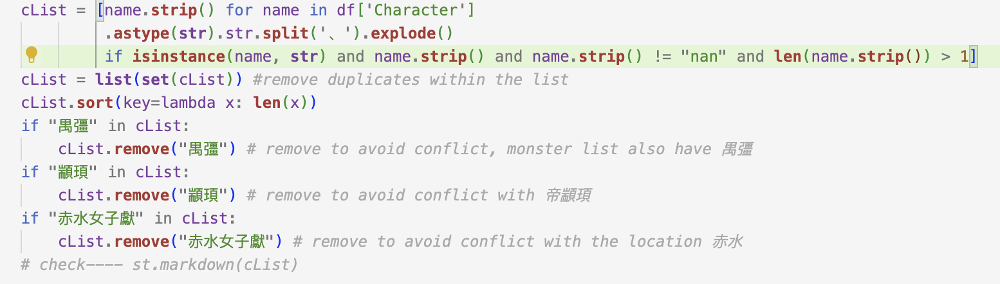 cList = [name.strip() for name in df['Character']
.astype(str).str.split('、').explode()
if isinstance(name, str) and name.strip() and name.strip() != "nan" and len(name.strip()) > 1]
cList = list(set(cList)) #remove duplicates within the list
cList.sort(key=lambda x: len(x))
if "禺彊" in cList:
    cList.remove("禺彊") # remove to avoid conflict, monster list also have 禺彊
if "顓頊" in cList:
    cList.remove("顓頊") # remove to avoid conflict with 帝顓頊
if "赤水女子獻" in cList:
    cList.remove("赤水女子獻") # remove to avoid conflict with the location 赤水
# check---- st.markdown(cList)